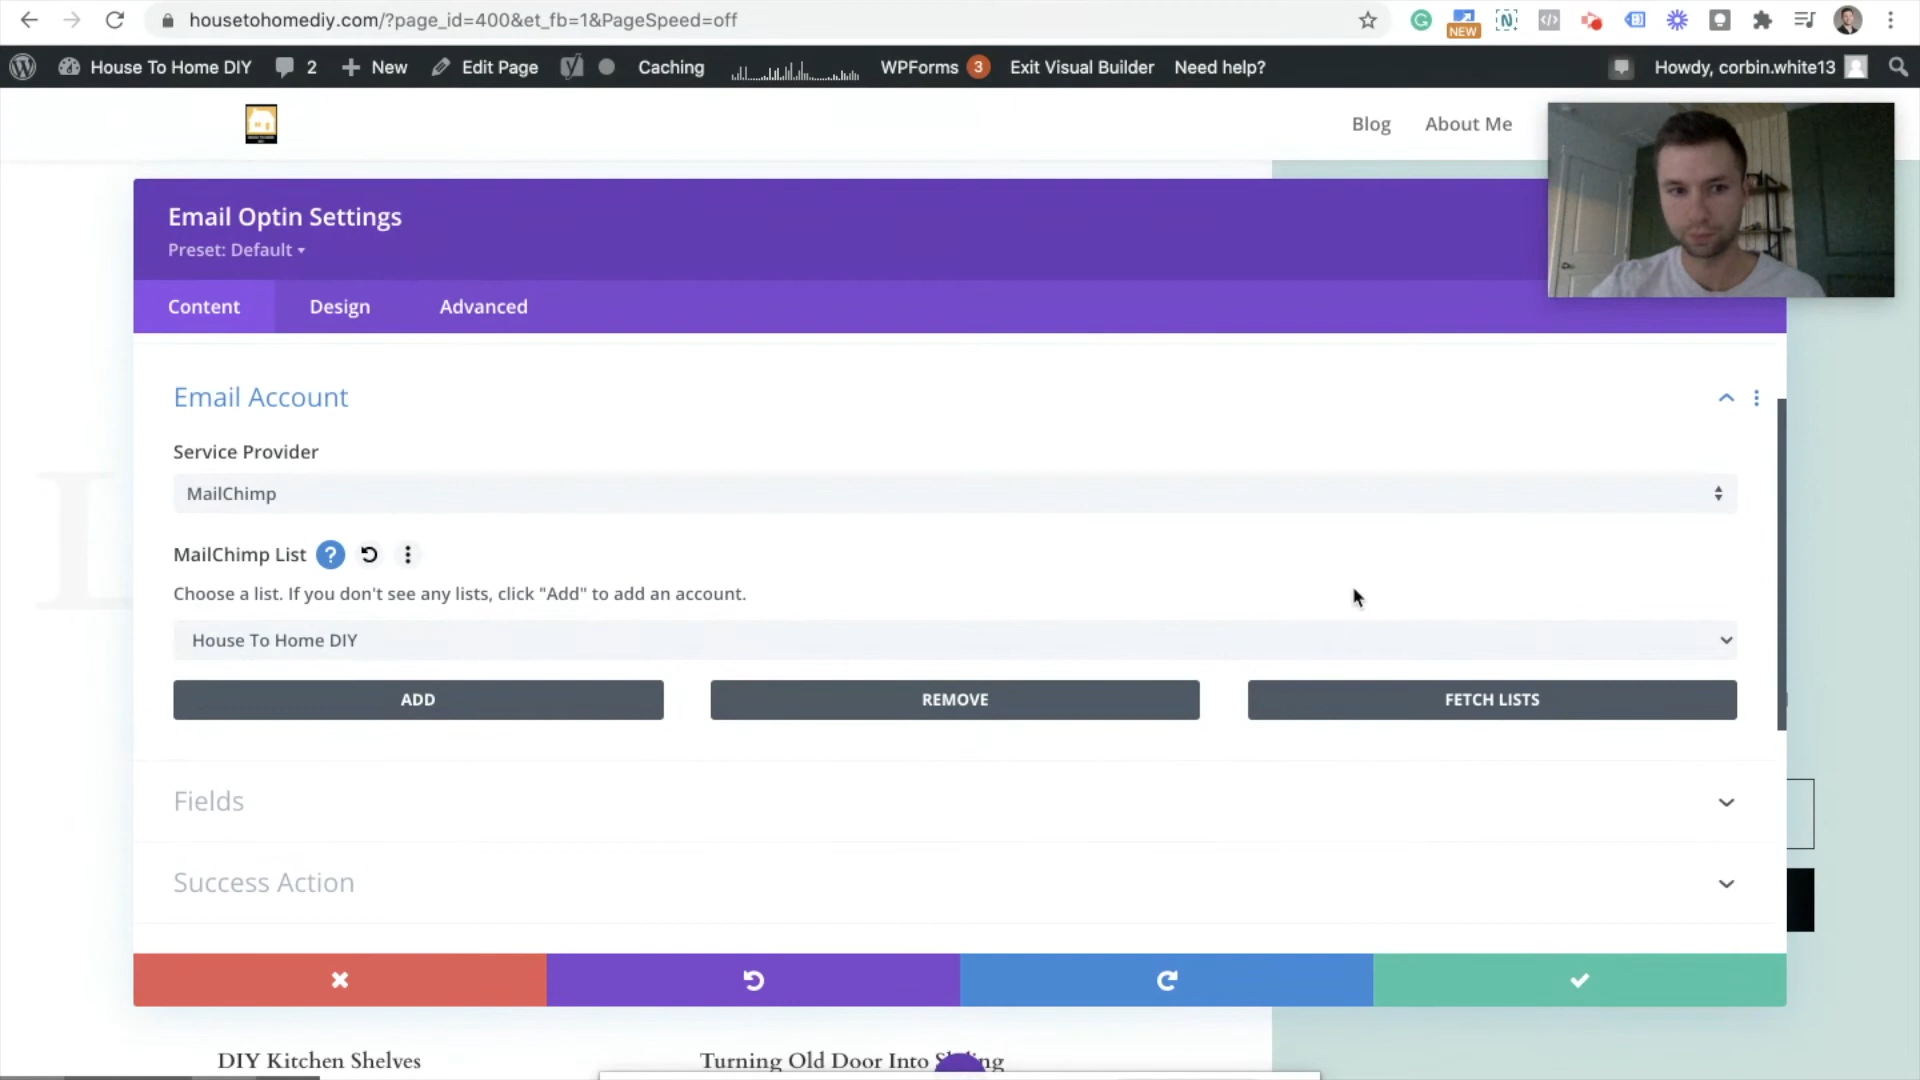 housetohomediy.com/?page_id=400&et_fb=1&PageSpeed=off
NEW
House To Home DIY 2 New Edit Page Caching WPForms 3 Exit Visual Builder Need help? Howdy, corbin.white13
Blog About Me
Email Optin Settings
Preset: Default
Content Design Advanced
Email Account
Service Provider
MailChimp
MailChimp List ?
Choose a list. If you don't see any lists, click "Add" to add an account.
House To Home DIY
ADD REMOVE FETCH LISTS
Fields
Success Action
DIY Kitchen Shelves Turning Old Door Into